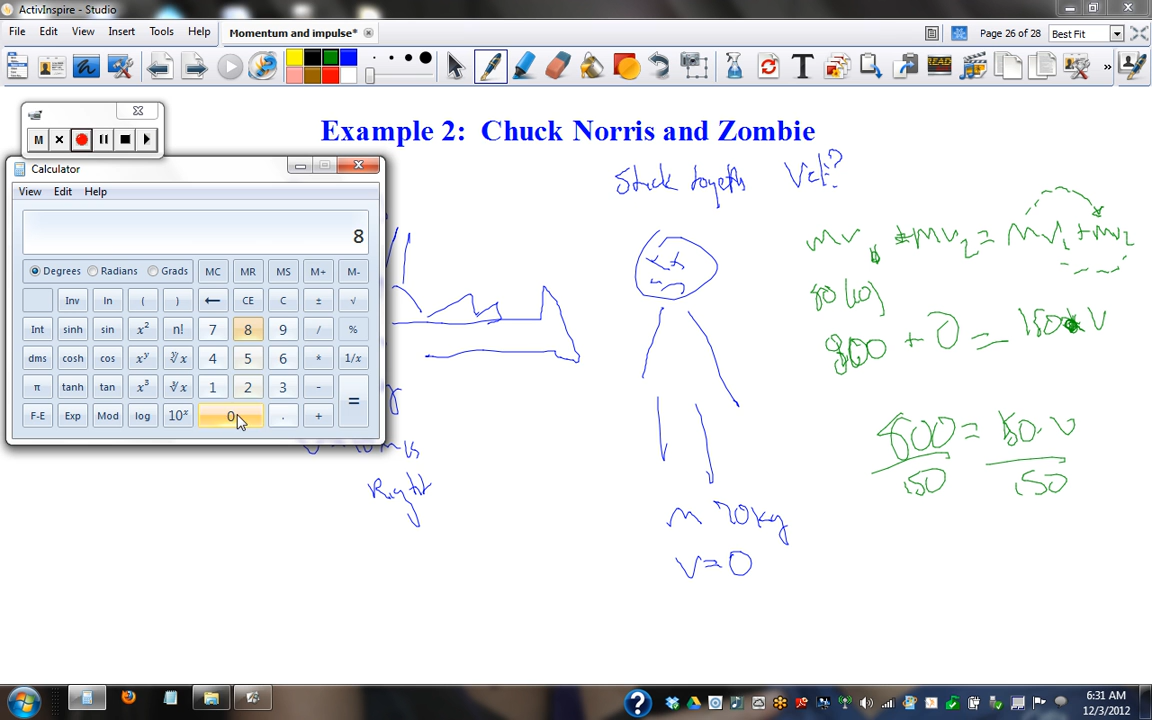 ActivInspire - Studio
File Edit View Insert Tools Help Momentum and impulse* Page 26 of 28 Best Fit
Example 2: Chuck Norris and Zombie
Stick togeth Vel?
Calculator
View Edit Help
8
Degrees Radians Grads MC MR MS M+ M-
Inv ln ( ) ← CE C ± √
Int sinh sin x² n! 7 8 9 / %
dms cosh cos xʸ ʸ√x 4 5 6 * 1/x
π tanh tan x³ ³√x 1 2 3 - =
F-E Exp Mod log 10ˣ 0 . +
mv1 + mv2 = mv1 + mv2
800 + 0 = 150 v
800 = 150 · v
150 150
Right
m 70kg
v=0
6:31 AM
12/3/2012